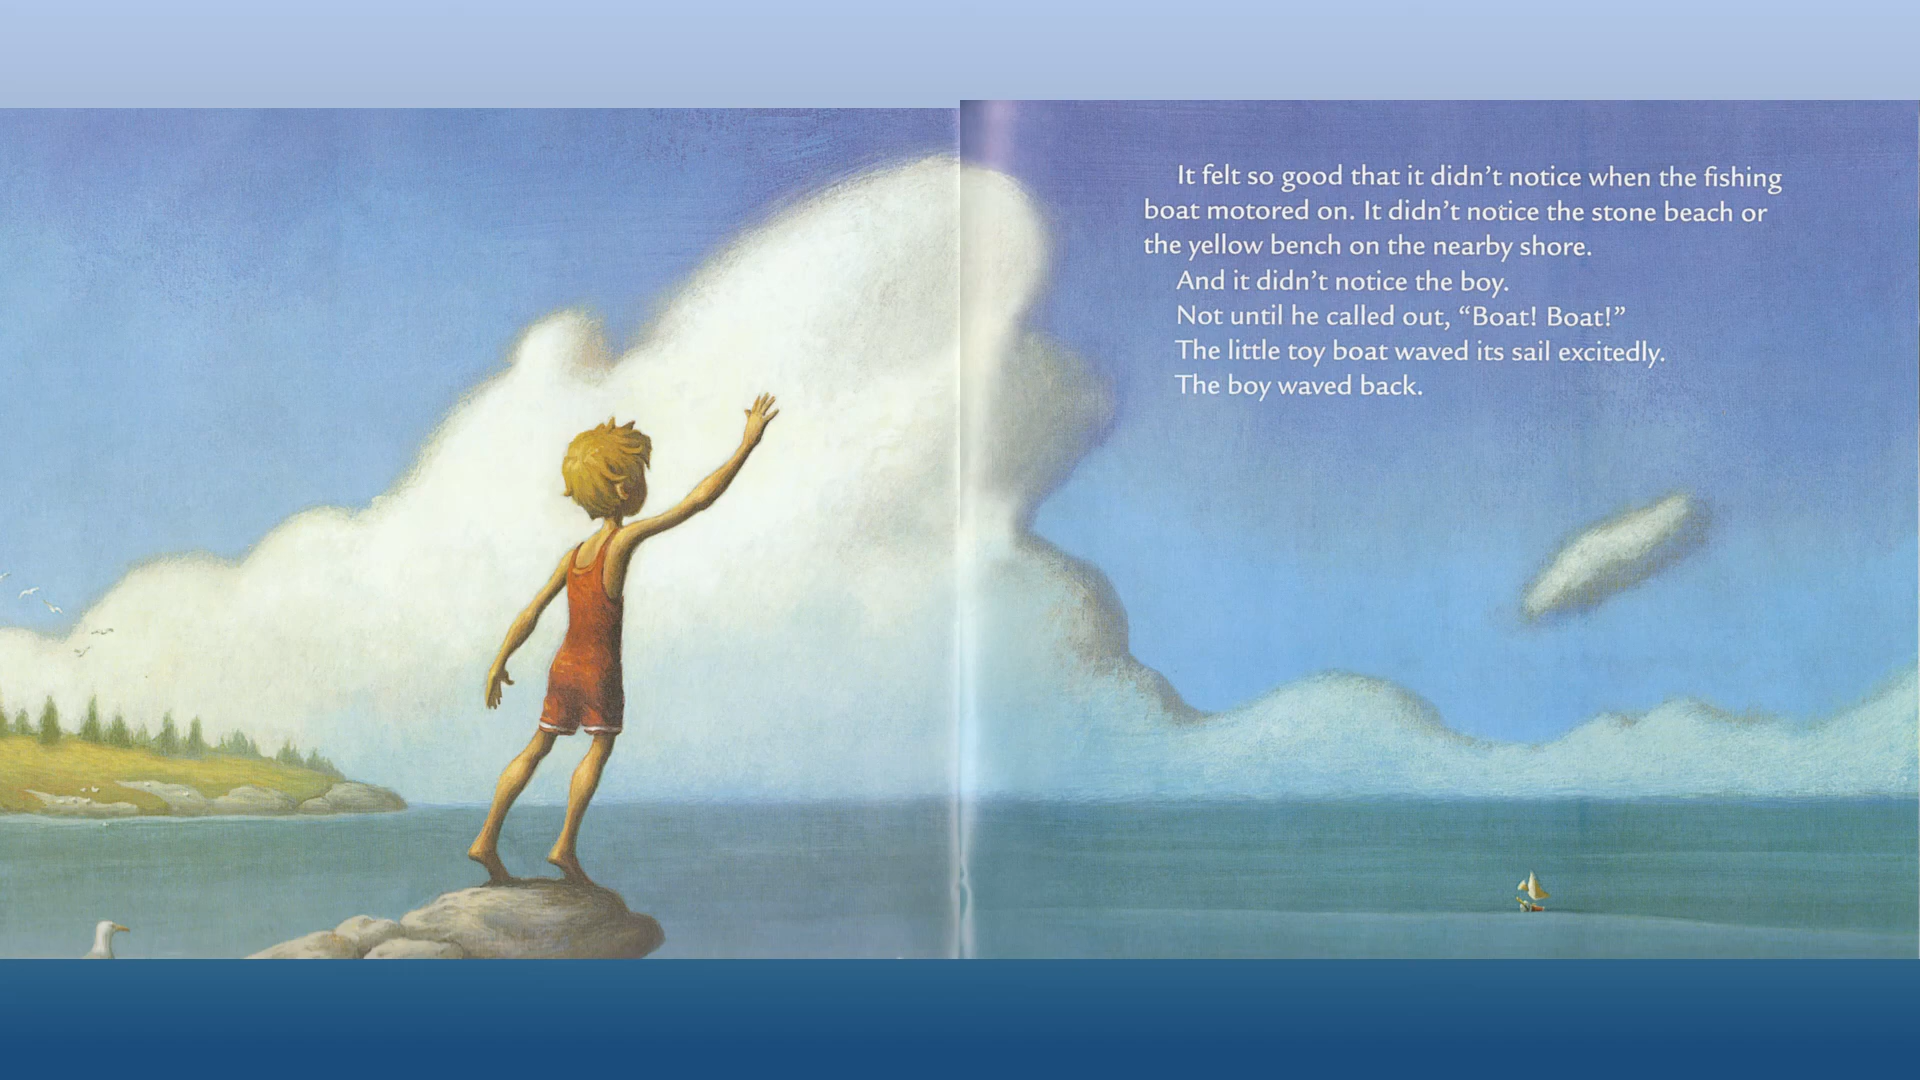 It felt so good that it didn’t notice when the fishing
boat motored on. It didn’t notice the stone beach or
the yellow bench on the nearby shore.
And it didn’t notice the boy.
Not until he called out, “Boat! Boat!”
The little toy boat waved its sail excitedly.
The boy waved back.